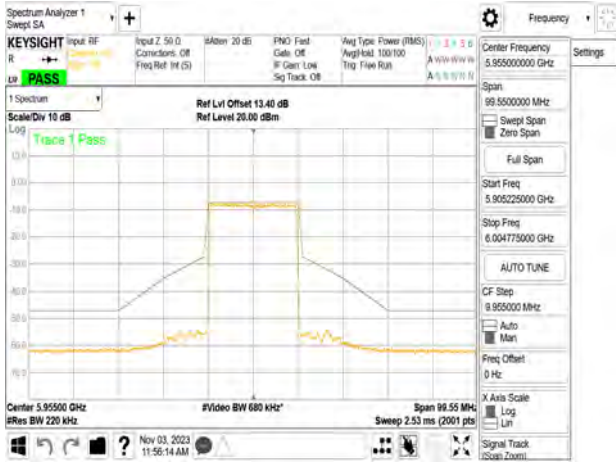 Spectrum Analyzer 1
Swept SA
+
Frequency
KEYSIGHT
Input: RF
Input Z: 50 Ω
#Atten: 20 dB
PNO: Fast
Avg Type: Power (RMS)
R
Corrections: Off
Gate: Off
Avg|Hold: 100/100
Freq Ref: Int (S)
IF Gain: Low
Trig: Free Run
Sig Track: Off
PASS
Center Frequency
5.955000000 GHz
Settings
Span
99.5500000 MHz
Swept Span
Zero Span
Full Span
Start Freq
5.905225000 GHz
Stop Freq
6.004775000 GHz
AUTO TUNE
CF Step
9.955000 MHz
Auto
Man
Freq Offset
0 Hz
X Axis Scale
Log
Lin
Signal Track
(Span Zoom)
1 Spectrum
Ref Lvl Offset 13.40 dB
Scale/Div 10 dB
Ref Level 20.00 dBm
Log
Trace 1 Pass
Center 5.95500 GHz
#Video BW 680 kHz*
Span 99.55 MHz
#Res BW 220 kHz
Sweep 2.53 ms (2001 pts
Nov 03, 2023
11:56:14 AM